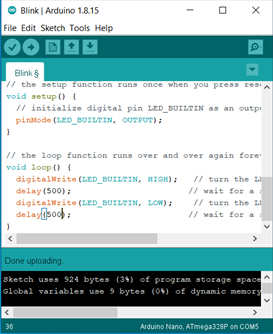 Blink | Arduino 1.8.15
File Edit Sketch Tools Help
Blink §
// the setup function runs once when you press
void setup() {
// initialize digital pin LED_BUILTIN as an
pinMode(LED_BUILTIN, OUTPUT);
}
// the loop function runs over and over again
void loop() {
digitalWrite(LED_BUILTIN, HIGH); // turn the
delay(500); // wait for a
digitalWrite(LED_BUILTIN, LOW); // turn the
delay(500); // wait for a
}
Done uploading.
Sketch uses 924 bytes (3%) of program storage space
Global variables use 9 bytes (0%) of dynamic memory
36 Arduino Nano, ATmega328P on COM5